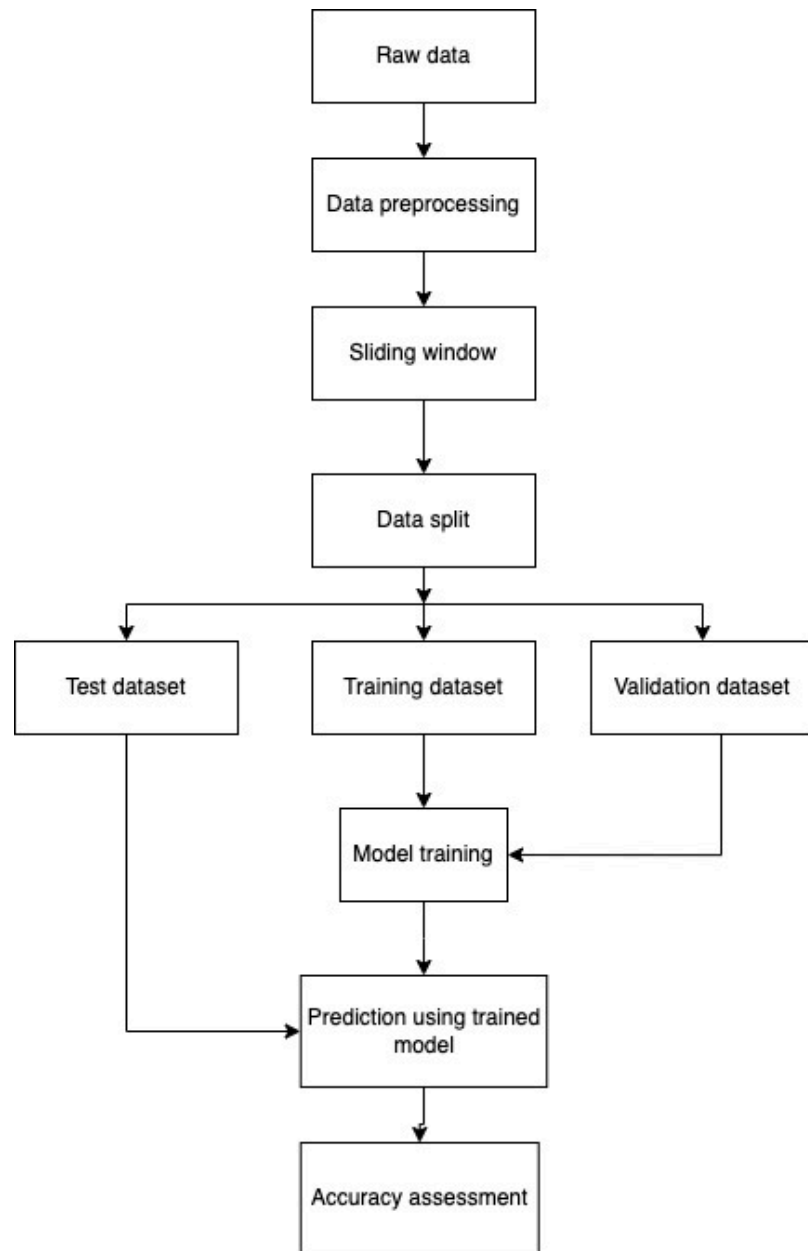 Raw data
Data preprocessing
Sliding window
Data split
Test dataset
Training dataset
Validation dataset
Model training
Prediction using trained
model
Accuracy assessment